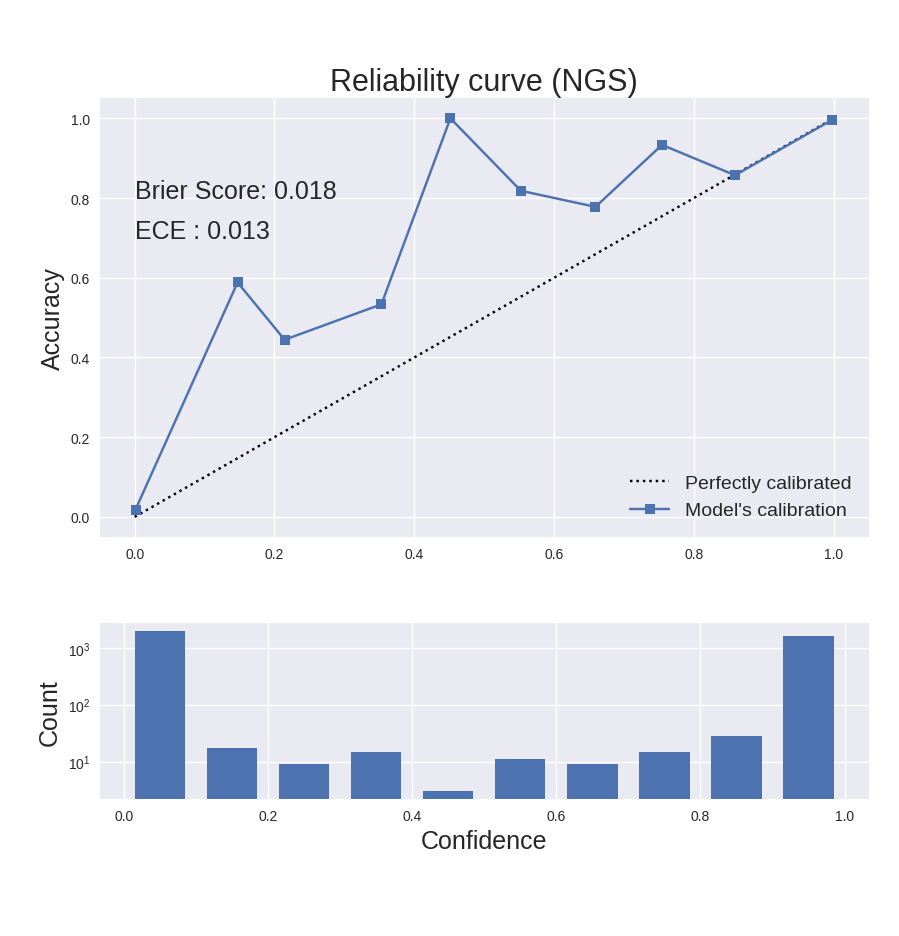 Reliability curve (NGS)
1.0
0.8
0.6
0.4
0.2
0.0
Accuracy
Brier Score: 0.018
ECE : 0.013
Perfectly calibrated
Model's calibration
0.0 0.2 0.4 0.6 0.8 1.0
10³
10²
10¹
Count
0.0 0.2 0.4 0.6 0.8 1.0
Confidence